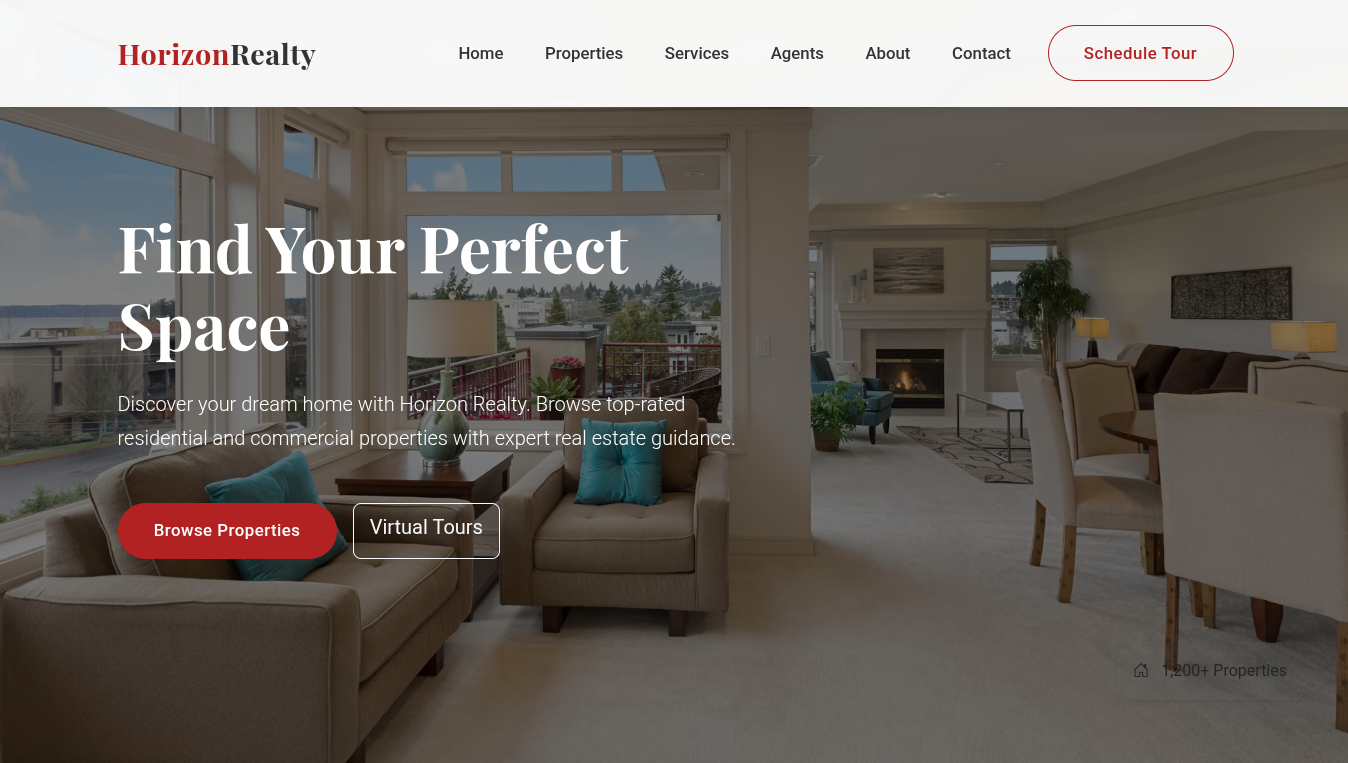 HorizonRealty
Home
Properties
Services
Agents
About
Contact
Schedule Tour
Find Your Perfect
Space
Discover your dream home with Horizon Realty. Browse top-rated
residential and commercial properties with expert real estate guidance.
Browse Properties
Virtual Tours
1,200+ Properties